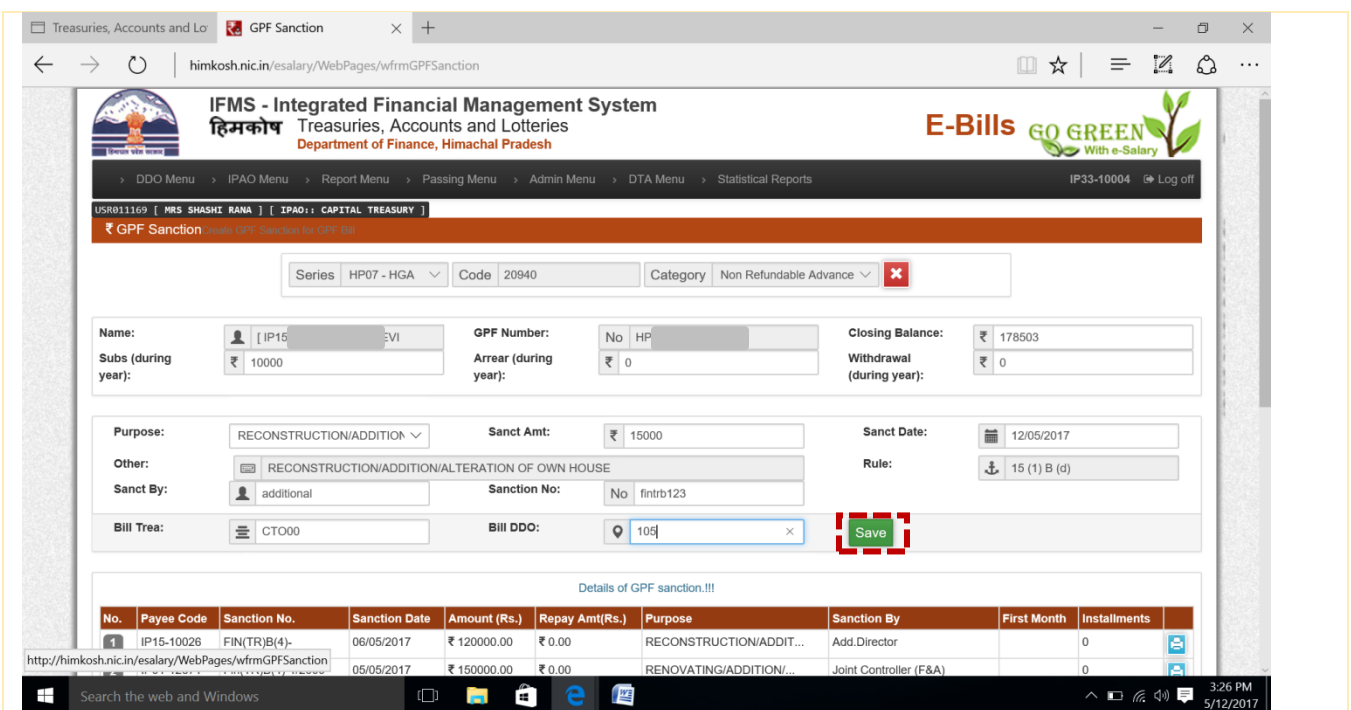 Treasuries, Accounts and Lo
GPF Sanction
himkosh.nic.in/esalary/WebPages/wfrmGPFSanction
IFMS - Integrated Financial Management System
हिमकोष Treasuries, Accounts and Lotteries
Department of Finance, Himachal Pradesh
E-Bills GO GREEN
With e-Salary
DDO Menu IPAO Menu Report Menu Passing Menu Admin Menu DTA Menu Statistical Reports IP33-10004 Log off
USR011169 [ MRS SHASHI RANA ] [ IPAO:: CAPITAL TREASURY ]
₹ GPF Sanction Create GPF Sanction for GPF Bill
Series HP07 - HGA Code 20940 Category Non Refundable Advance
Name: [ IP15 EVI GPF Number: No HP Closing Balance: ₹ 178503
Subs (during year): ₹ 10000 Arrear (during year): ₹ 0 Withdrawal (during year): ₹ 0
Purpose: RECONSTRUCTION/ADDITION Sanct Amt: ₹ 15000 Sanct Date: 12/05/2017
Other: RECONSTRUCTION/ADDITION/ALTERATION OF OWN HOUSE Rule: 15 (1) B (d)
Sanct By: additional Sanction No: No fintrb123
Bill Trea: CTO00 Bill DDO: 105 Save
Details of GPF sanction.!!!
No. Payee Code Sanction No. Sanction Date Amount (Rs.) Repay Amt(Rs.) Purpose Sanction By First Month Installments
1 IP15-10026 FIN(TR)B(4)- 06/05/2017 ₹ 120000.00 ₹ 0.00 RECONSTRUCTION/ADDIT... Add.Director 0
05/05/2017 ₹ 150000.00 ₹ 0.00 RENOVATING/ADDITION/... Joint Controller (F&A) 0
http://himkosh.nic.in/esalary/WebPages/wfrmGPFSanction
Search the web and Windows
3:26 PM
5/12/2017